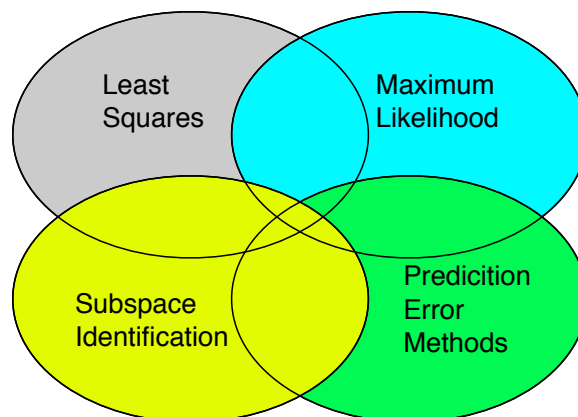 Least
Squares
Maximum
Likelihood
Subspace
Identification
Predicition
Error
Methods